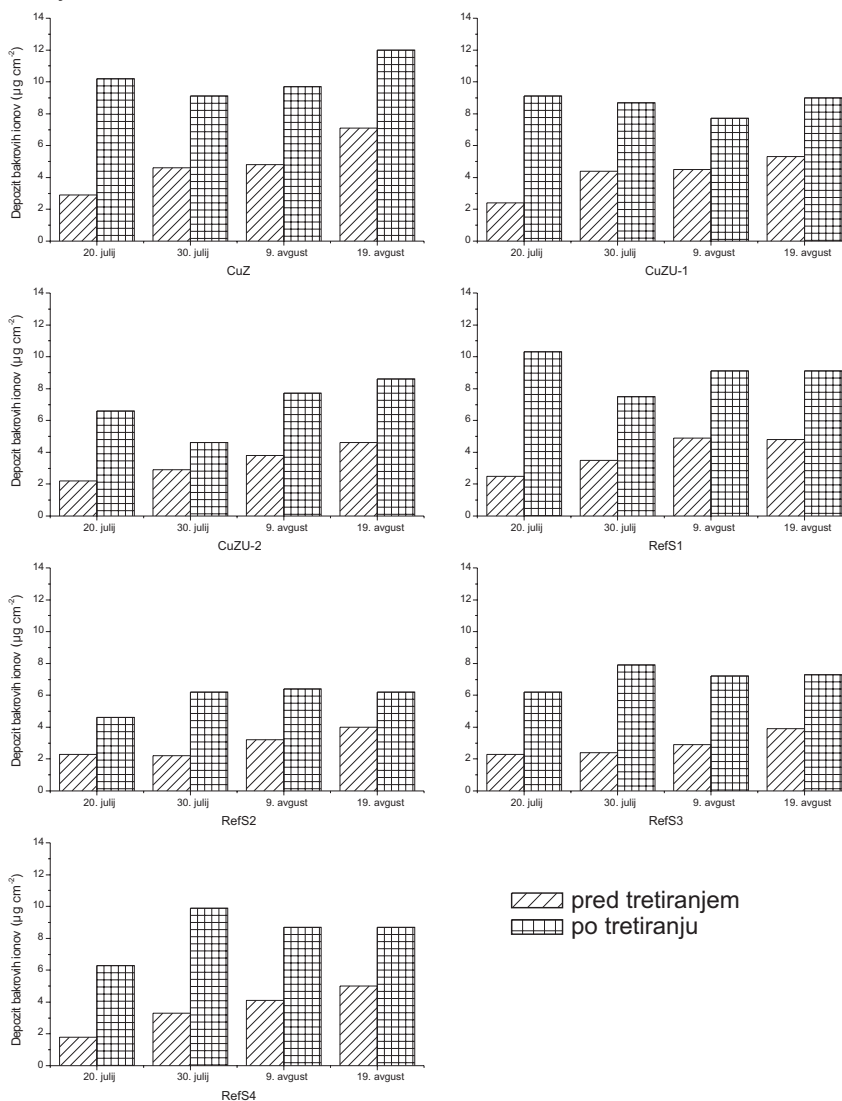 14
12
10
8
6
4
2
0
Depozit bakrovih ionov (µg cm⁻²)
20. julij 30. julij 9. avgust 19. avgust
CuZ
14
12
10
8
6
4
2
0
20. julij 30. julij 9. avgust 19. avgust
CuZU-1
14
12
10
8
6
4
2
0
Depozit bakrovih ionov (µg cm⁻²)
20. julij 30. julij 9. avgust 19. avgust
CuZU-2
14
12
10
8
6
4
2
0
20. julij 30. julij 9. avgust 19. avgust
RefS1
14
12
10
8
6
4
2
0
Depozit bakrovih ionov (µg cm⁻²)
20. julij 30. julij 9. avgust 19. avgust
RefS2
14
12
10
8
6
4
2
0
20. julij 30. julij 9. avgust 19. avgust
RefS3
14
12
10
8
6
4
2
0
Depozit bakrovih ionov (µg cm⁻²)
20. julij 30. julij 9. avgust 19. avgust
RefS4
pred tretiranjem
po tretiranju